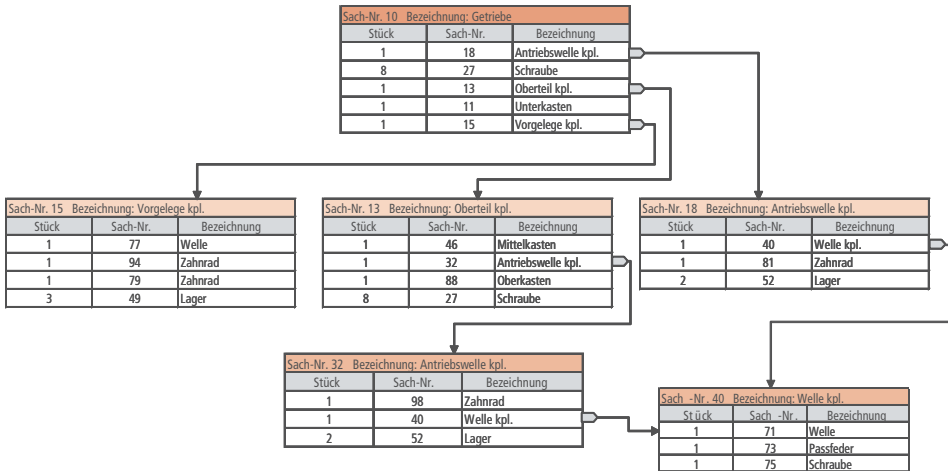 Sach-Nr. 10 Bezeichnung: Getriebe
Stück Sach-Nr. Bezeichnung
1 18 Antriebswelle kpl.
8 27 Schraube
1 13 Oberteil kpl.
1 11 Unterkasten
1 15 Vorgelege kpl.
Sach-Nr. 15 Bezeichnung: Vorgelege kpl.
Stück Sach-Nr. Bezeichnung
1 77 Welle
1 94 Zahnrad
1 79 Zahnrad
3 49 Lager
Sach-Nr. 13 Bezeichnung: Oberteil kpl.
Stück Sach-Nr. Bezeichnung
1 46 Mittelkasten
1 32 Antriebswelle kpl.
1 88 Oberkasten
8 27 Schraube
Sach-Nr. 18 Bezeichnung: Antriebswelle kpl.
Stück Sach-Nr. Bezeichnung
1 40 Welle kpl.
1 81 Zahnrad
2 52 Lager
Sach-Nr. 32 Bezeichnung: Antriebswelle kpl.
Stück Sach-Nr. Bezeichnung
1 98 Zahnrad
1 40 Welle kpl.
2 52 Lager
Sach -Nr. 40 Bezeichnung: Welle kpl.
Stück Sach -Nr. Bezeichnung
1 71 Welle
1 73 Passfeder
1 75 Schraube